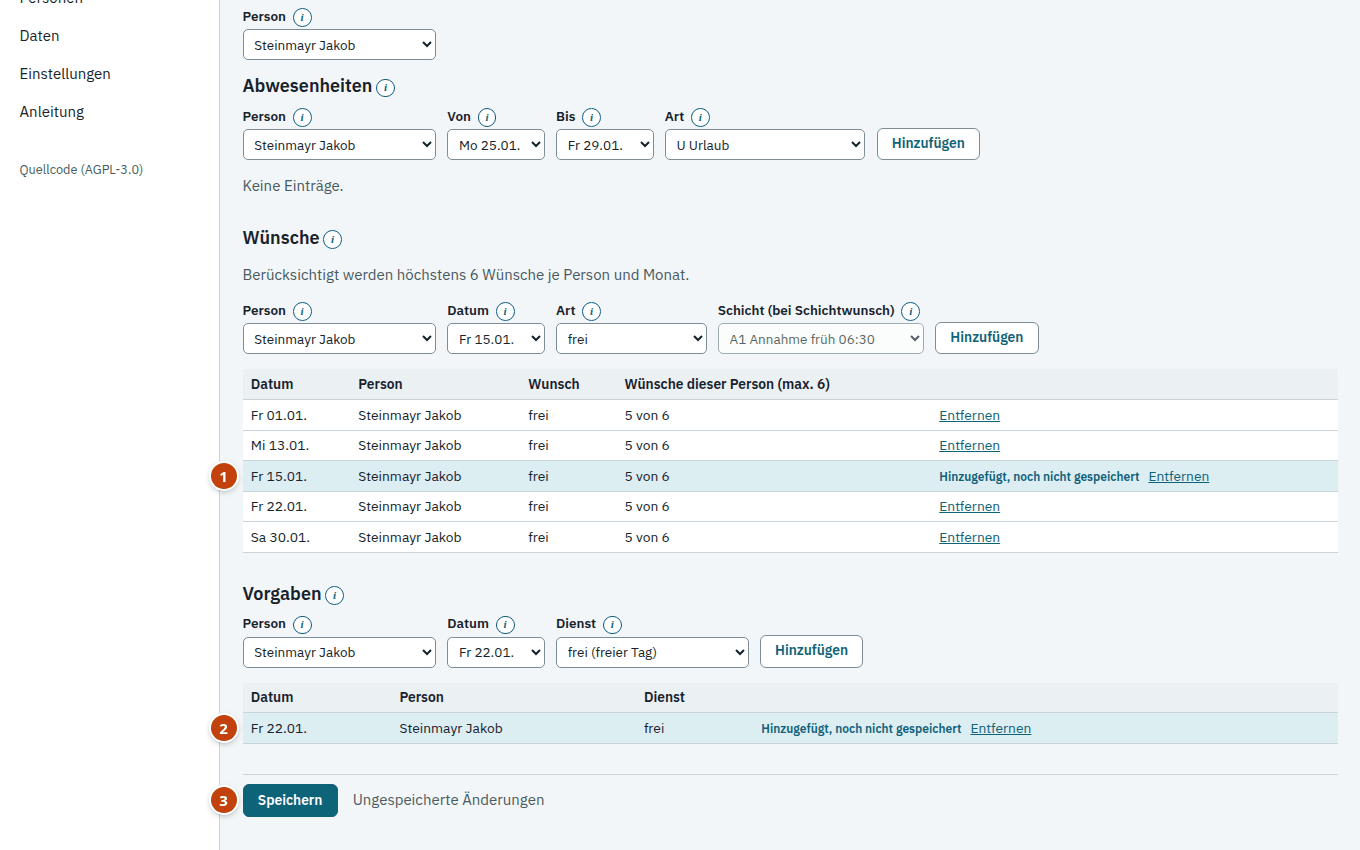 Personen
Daten
Einstellungen
Anleitung
Quellcode (AGPL-3.0)
Person i
Steinmayr Jakob
Abwesenheiten i
Person i Von i Bis i Art i
Steinmayr Jakob Mo 25.01. Fr 29.01. U Urlaub Hinzufügen
Keine Einträge.
Wünsche i
Berücksichtigt werden höchstens 6 Wünsche je Person und Monat.
Person i Datum i Art i Schicht (bei Schichtwunsch) i
Steinmayr Jakob Fr 15.01. frei A1 Annahme früh 06:30 Hinzufügen
Datum Person Wunsch Wünsche dieser Person (max. 6)
Fr 01.01. Steinmayr Jakob frei 5 von 6 Entfernen
Mi 13.01. Steinmayr Jakob frei 5 von 6 Entfernen
1 Fr 15.01. Steinmayr Jakob frei 5 von 6 Hinzugefügt, noch nicht gespeichert Entfernen
Fr 22.01. Steinmayr Jakob frei 5 von 6 Entfernen
Sa 30.01. Steinmayr Jakob frei 5 von 6 Entfernen
Vorgaben i
Person i Datum i Dienst i
Steinmayr Jakob Fr 22.01. frei (freier Tag) Hinzufügen
Datum Person Dienst
2 Fr 22.01. Steinmayr Jakob frei Hinzugefügt, noch nicht gespeichert Entfernen
3 Speichern Ungespeicherte Änderungen